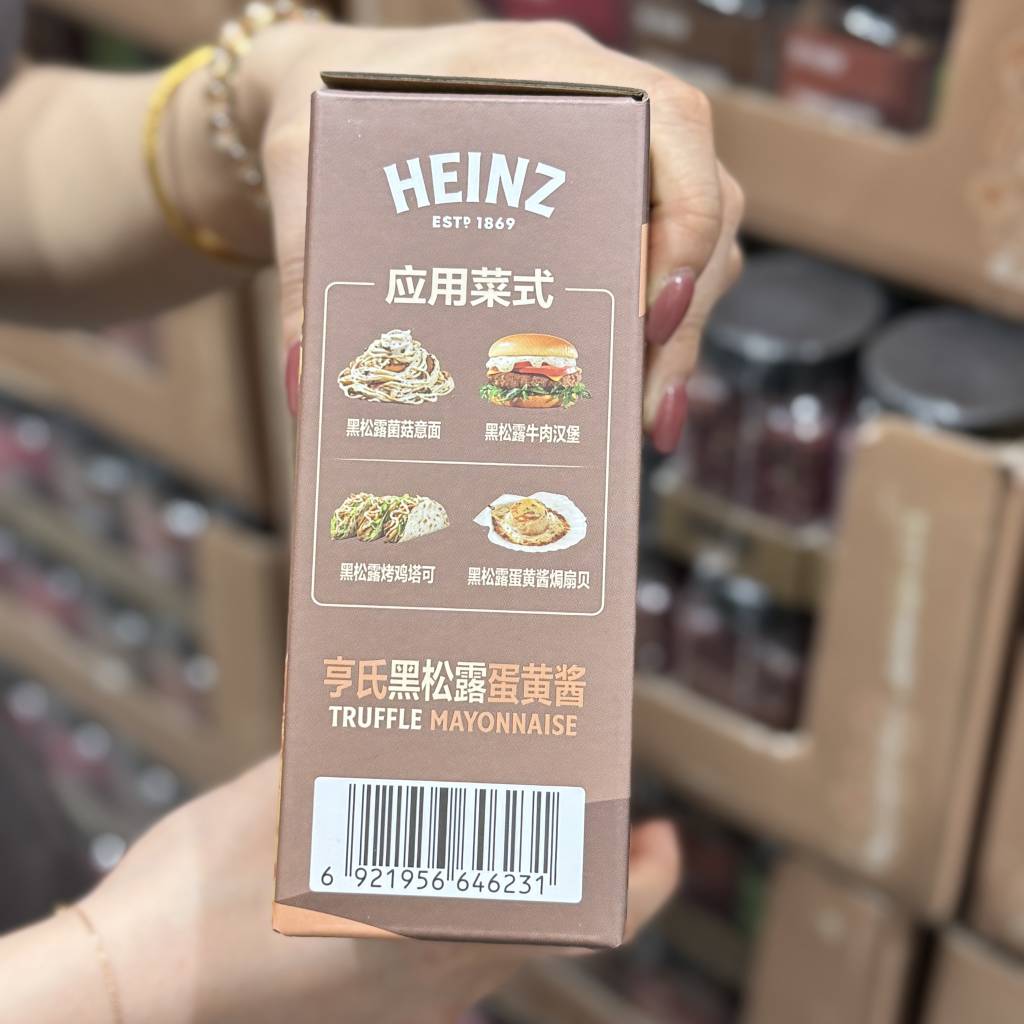 HEINZ
ESTD 1869
应用菜式
黑松露菌菇意面
黑松露牛肉汉堡
黑松露烤鸡塔可
黑松露蛋黄酱焗扇贝
亨氏黑松露蛋黄酱
TRUFFLE MAYONNAISE
6 921956 646231